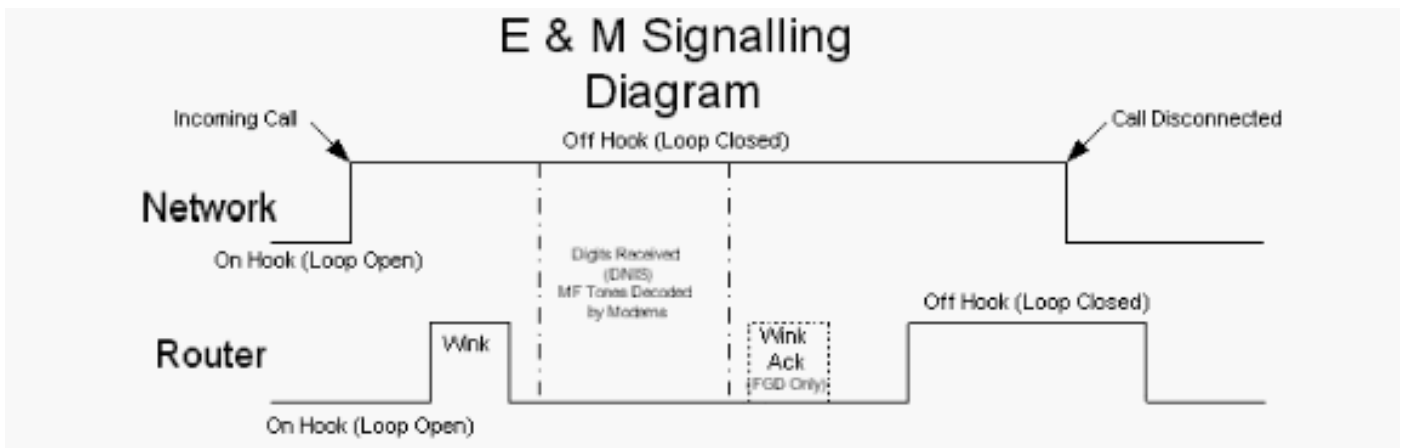 E & M Signalling
Diagram
Incoming Call
Call Disconnected
Off Hook (Loop Closed)
Network
On Hook (Loop Open)
Digits Received
(DNIS)
MF Tones Decoded
by Modems
Off Hook (Loop Closed)
Router
Wink
Wink
Ack
(FGD Only)
On Hook (Loop Open)